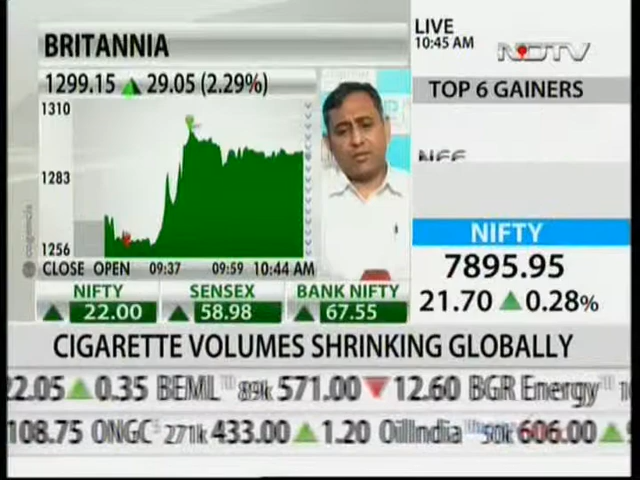 BRITANNIA
1299.15 29.05 (2.29%)
1310
1283
1256
CLOSE OPEN 09:37 09:59 10:44 AM
cogencis
NIFTY SENSEX BANK NIFTY
22.00 58.98 67.55
LIVE
10:45 AM
NDTV
TOP 6 GAINERS
NIFTY
7895.95
21.70 0.28%
CIGARETTE VOLUMES SHRINKING GLOBALLY
22.05 0.35 BEML 89k 571.00 12.60 BGR Energy
108.75 ONGC 271k 433.00 1.20 OilIndia 50k 606.00